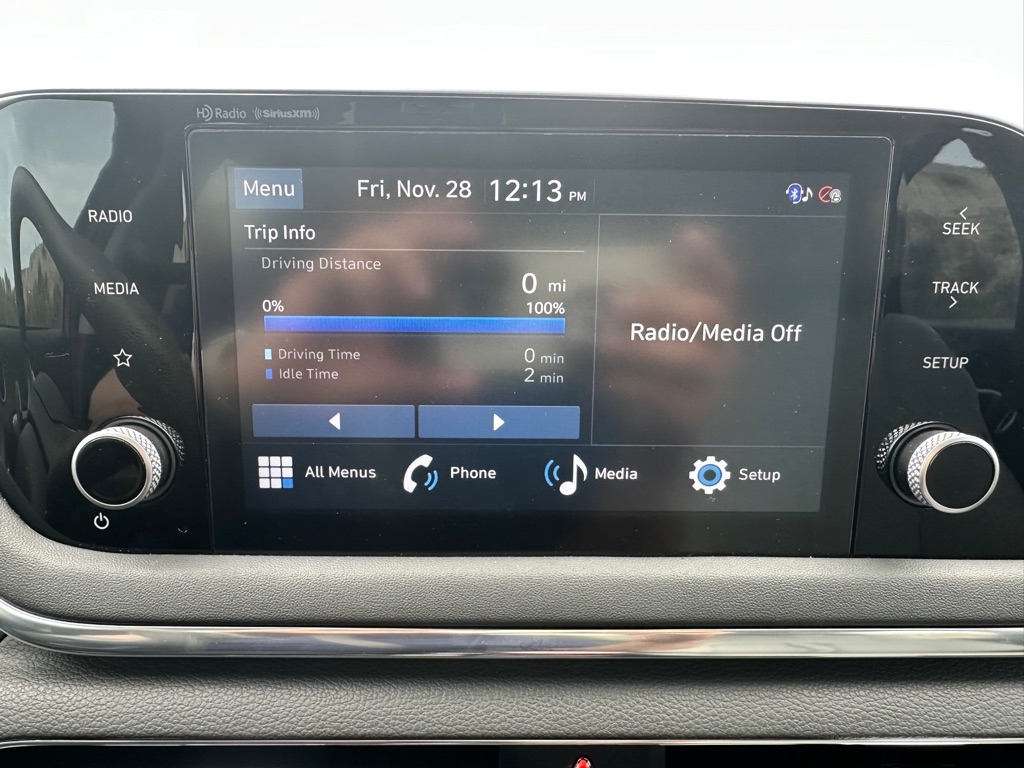 HD Radio ((SiriusXM))
Menu Fri, Nov. 28 12:13 PM
RADIO
MEDIA
Trip Info
Driving Distance
0 mi
0% 100%
Driving Time 0 min
Idle Time 2 min
Radio/Media Off
All Menus Phone Media Setup
SEEK
TRACK
SETUP